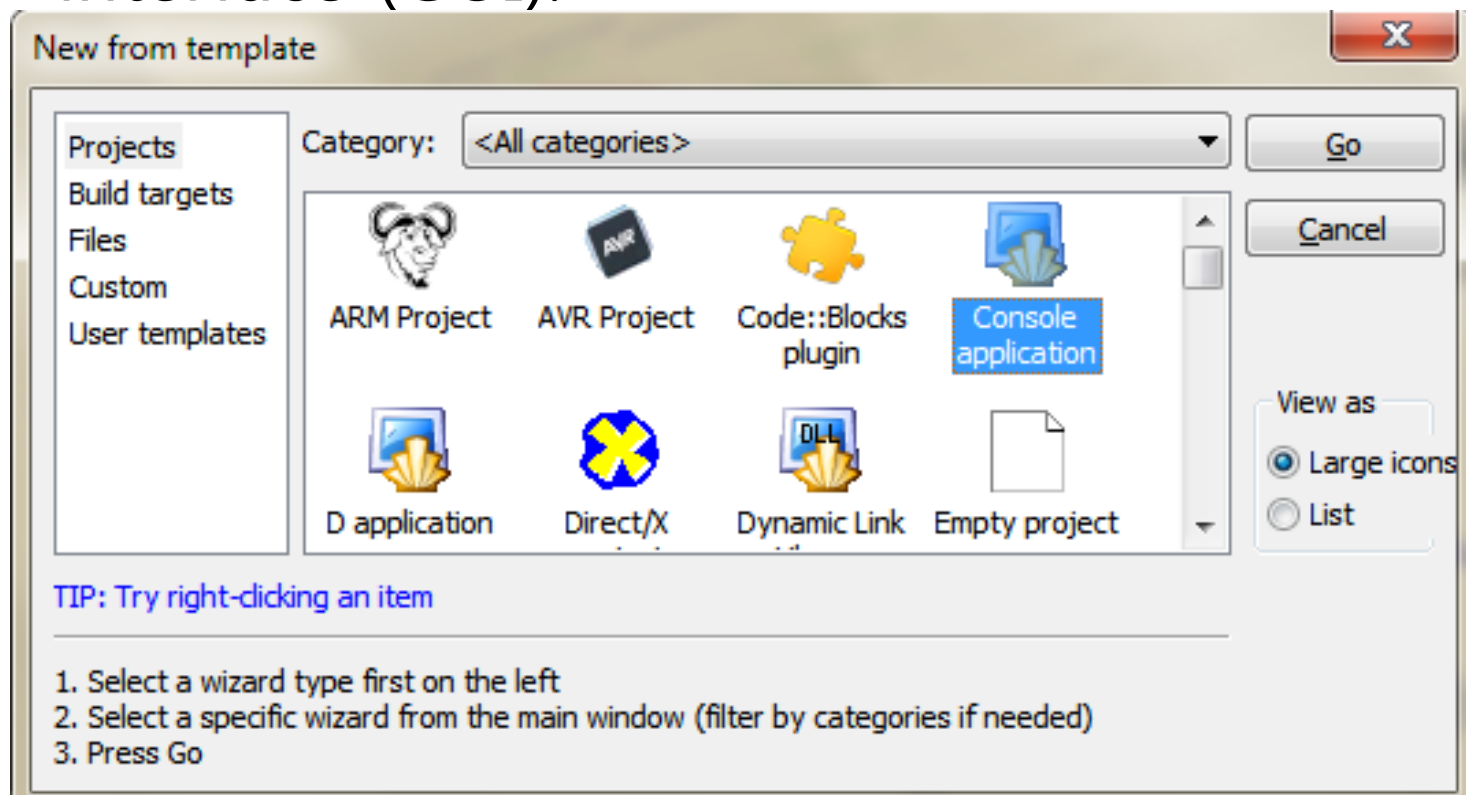 New from template
Projects
Build targets
Files
Custom
User templates
Category: <All categories>
Go
Cancel
ARM Project
AVR
AVR Project
Code::Blocks
plugin
Console
application
D application
Direct/X
DLL
Dynamic Link
Empty project
View as
Large icons
List
TIP: Try right-clicking an item
1. Select a wizard type first on the left
2. Select a specific wizard from the main window (filter by categories if needed)
3. Press Go